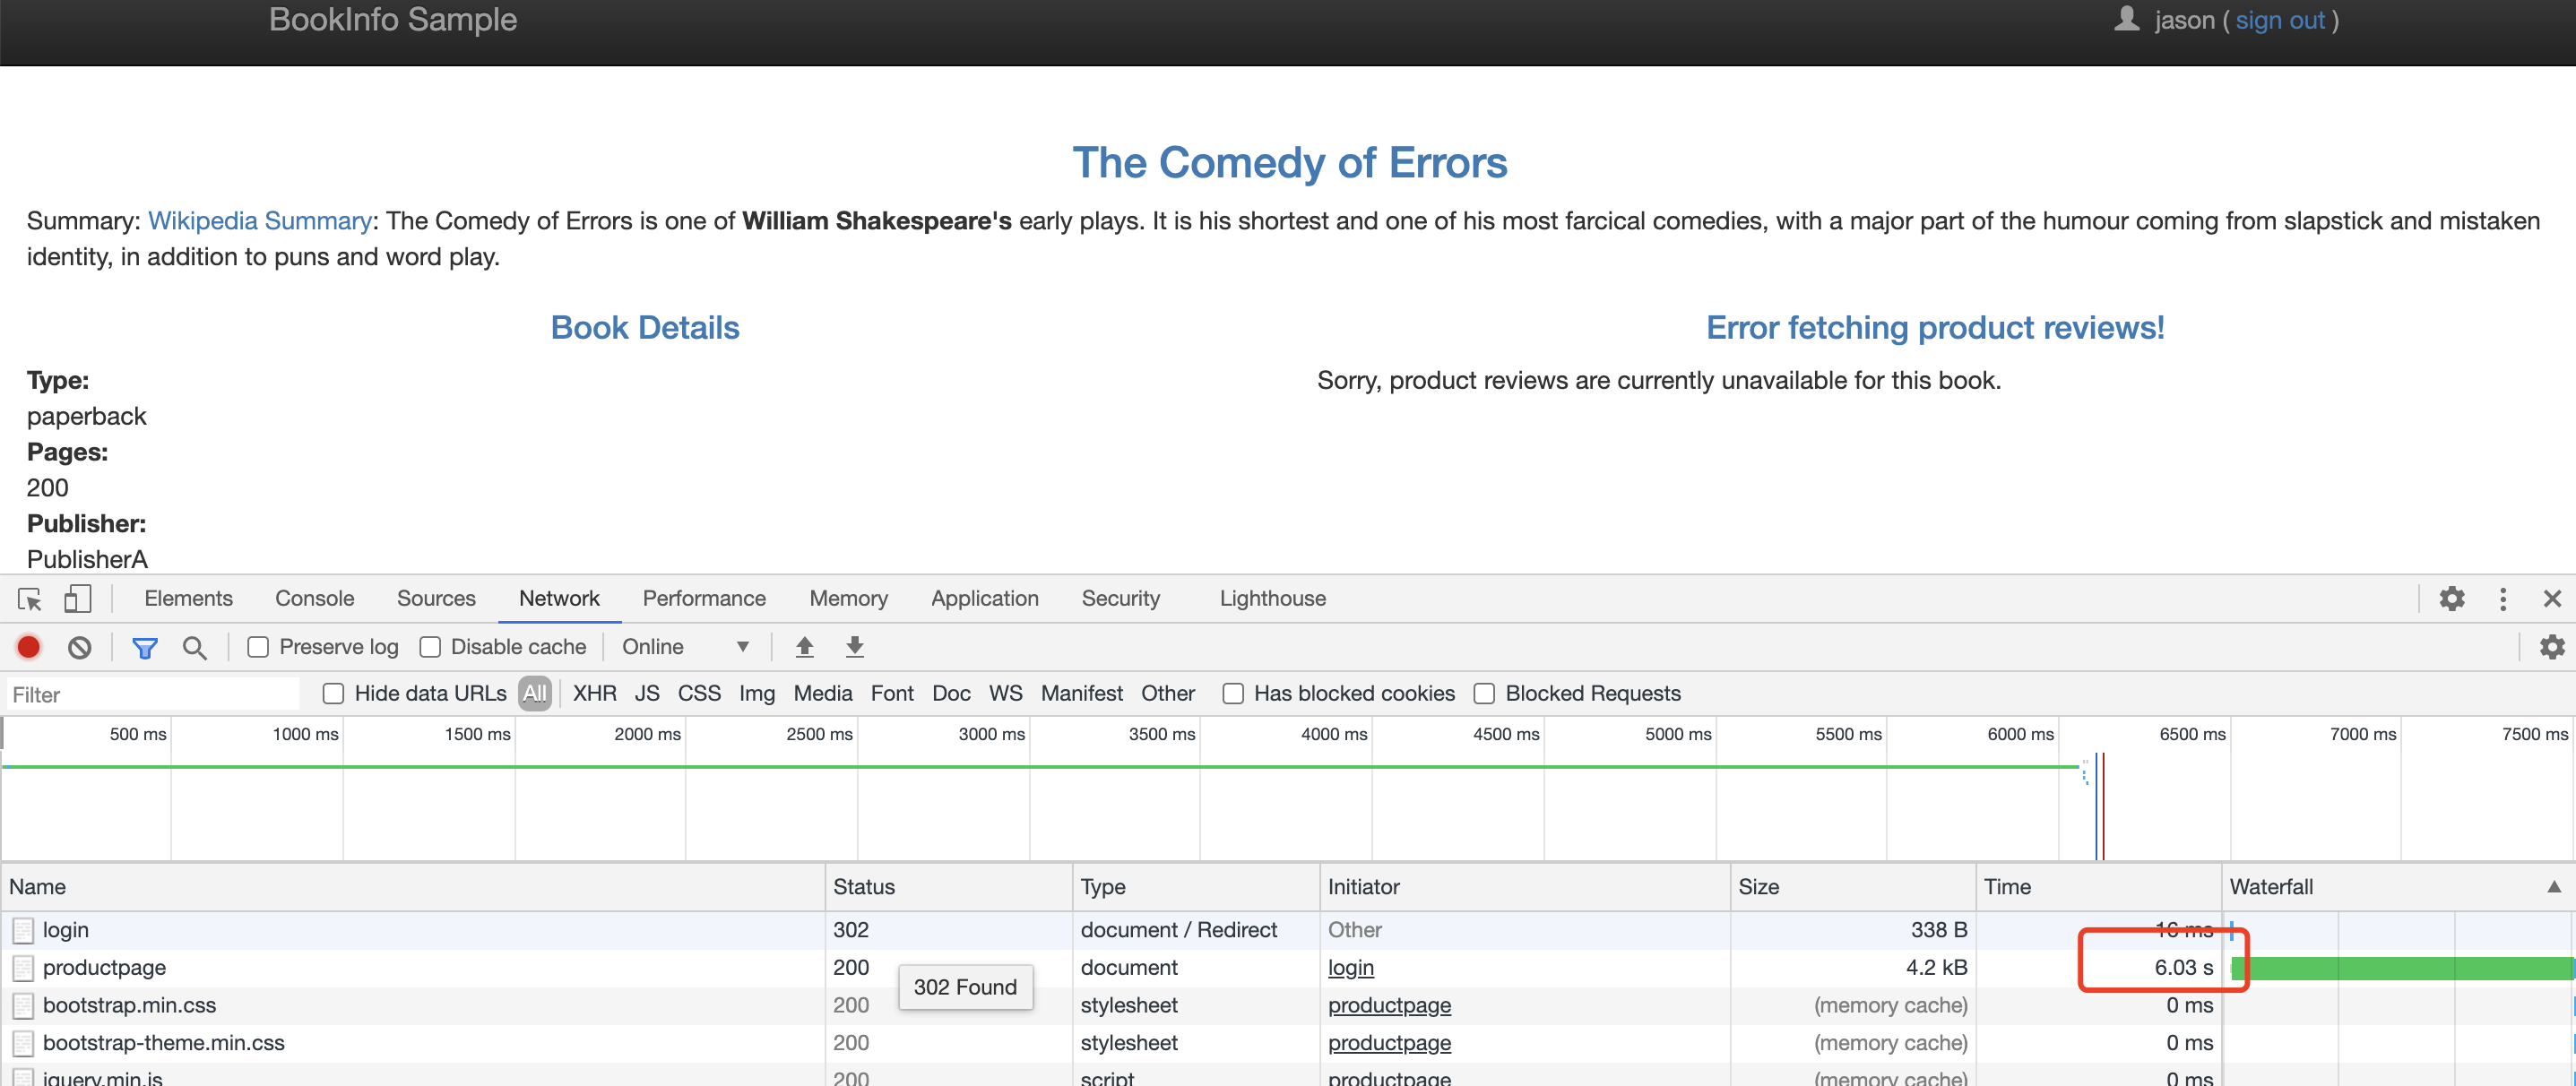 BookInfo Sample
jason ( sign out )
The Comedy of Errors
Summary: Wikipedia Summary: The Comedy of Errors is one of William Shakespeare's early plays. It is his shortest and one of his most farcical comedies, with a major part of the humour coming from slapstick and mistaken
identity, in addition to puns and word play.
Book Details
Error fetching product reviews!
Type:
paperback
Pages:
200
Publisher:
PublisherA
Sorry, product reviews are currently unavailable for this book.
Elements Console Sources Network Performance Memory Application Security Lighthouse
Preserve log Disable cache Online
Filter Hide data URLs All XHR JS CSS Img Media Font Doc WS Manifest Other Has blocked cookies Blocked Requests
500 ms 1000 ms 1500 ms 2000 ms 2500 ms 3000 ms 3500 ms 4000 ms 4500 ms 5000 ms 5500 ms 6000 ms 6500 ms 7000 ms 7500 ms
Name Status Type Initiator Size Time Waterfall
login 302 document / Redirect Other 338 B 16 ms
productpage 200 document login 4.2 kB 6.03 s
302 Found
bootstrap.min.css 200 stylesheet productpage (memory cache) 0 ms
bootstrap-theme.min.css 200 stylesheet productpage (memory cache) 0 ms
jquery.min.js 200 script productpage (memory cache) 0 ms